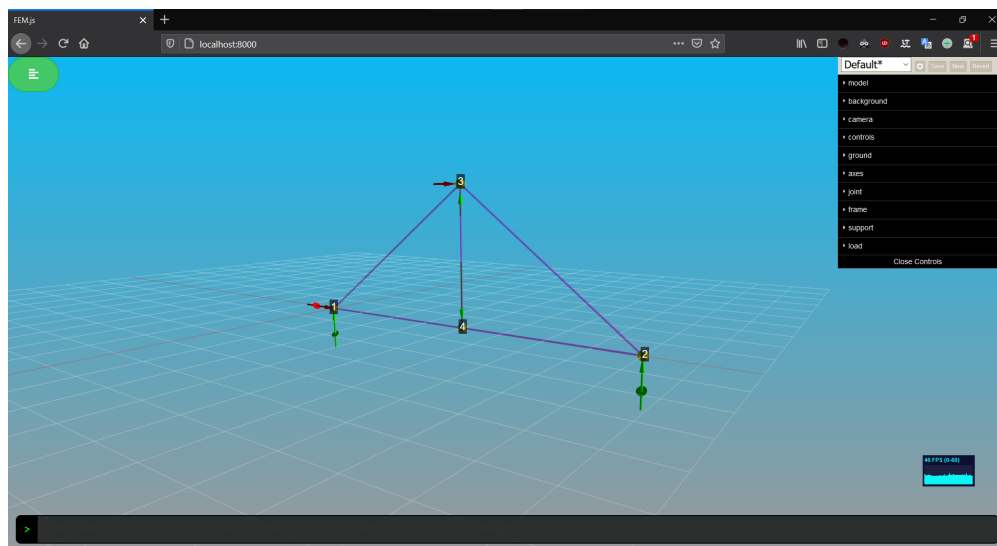 FEM.js
localhost:8000
Default*
Save New Revert
model
background
camera
controls
ground
axes
joint
frame
support
load
Close Controls
3
1
4
2
46 FPS (0-60)
>